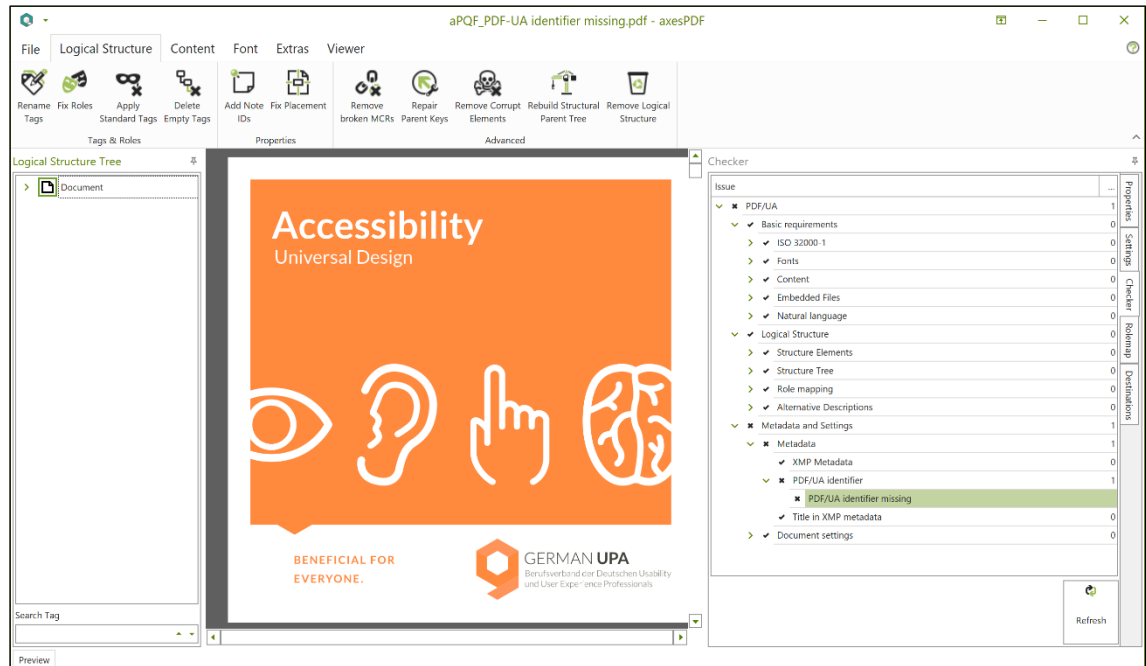 aPQF_PDF-UA identifier missing.pdf - axesPDF
File Logical Structure Content Font Extras Viewer
Rename Tags
Fix Roles
Apply Standard Tags
Delete Empty Tags
Add Note IDs
Fix Placement
Remove broken MCRs
Repair Parent Keys
Remove Corrupt Elements
Rebuild Structural Parent Tree
Remove Logical Structure
Tags & Roles
Properties
Advanced
Logical Structure Tree
Document
Search Tag
Preview
Accessibility
Universal Design
BENEFICIAL FOR
EVERYONE.
GERMAN UPA
Berufsverband der Deutschen Usability
und User Experience Professionals
Checker
Issue ...
PDF/UA 1
Basic requirements 0
ISO 32000-1 0
Fonts 0
Content 0
Embedded Files 0
Natural language 0
Logical Structure 0
Structure Elements 0
Structure Tree 0
Role mapping 0
Alternative Descriptions 0
Metadata and Settings 1
Metadata 1
XMP Metadata 0
PDF/UA identifier 1
PDF/UA identifier missing
Title in XMP metadata 0
Document settings 0
Refresh
Properties
Settings
Checker
Rolemap
Destinations